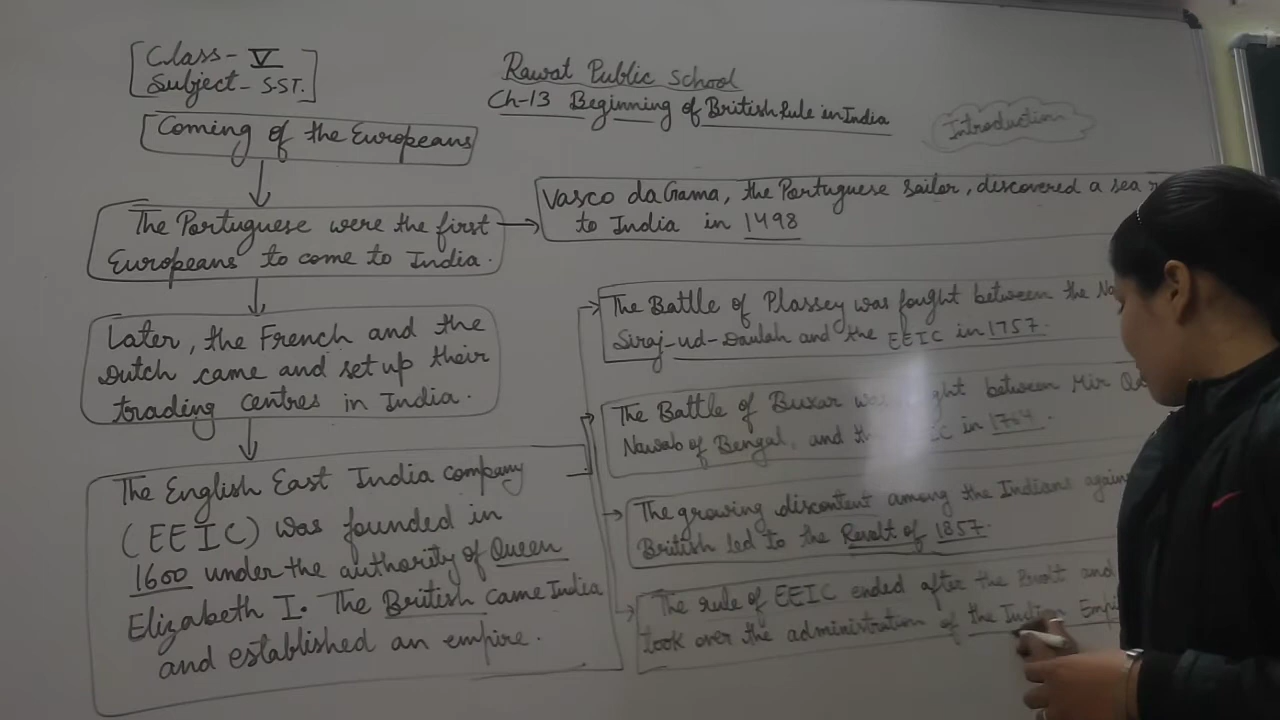 Class- V
Subject- S.ST.
Rawat Public School
Ch-13 Beginning of British Rule in India
Introduction
Coming of the Europeans
The Portuguese were the first
Europeans to come to India.
Vasco da Gama, the Portuguese sailor, discovered a sea
to India in 1498
Later, the French and the
Dutch came and set up their
trading centres in India.
The English East India company
(EEIC) was founded in
1600 under the authority of Queen
Elizabeth I. The British came India
and established an empire.
The Battle of Plassey was fought between the
Siraj-ud-Daulah and the EEIC in 1757.
The Battle of Buxar was between Mir
Nawab of Bengal, and in 1764.
The growing discontent among the Indians
British led to the Revolt of 1857.
The rule of EEIC ended after the Revolt and
took over the administration of the Indian